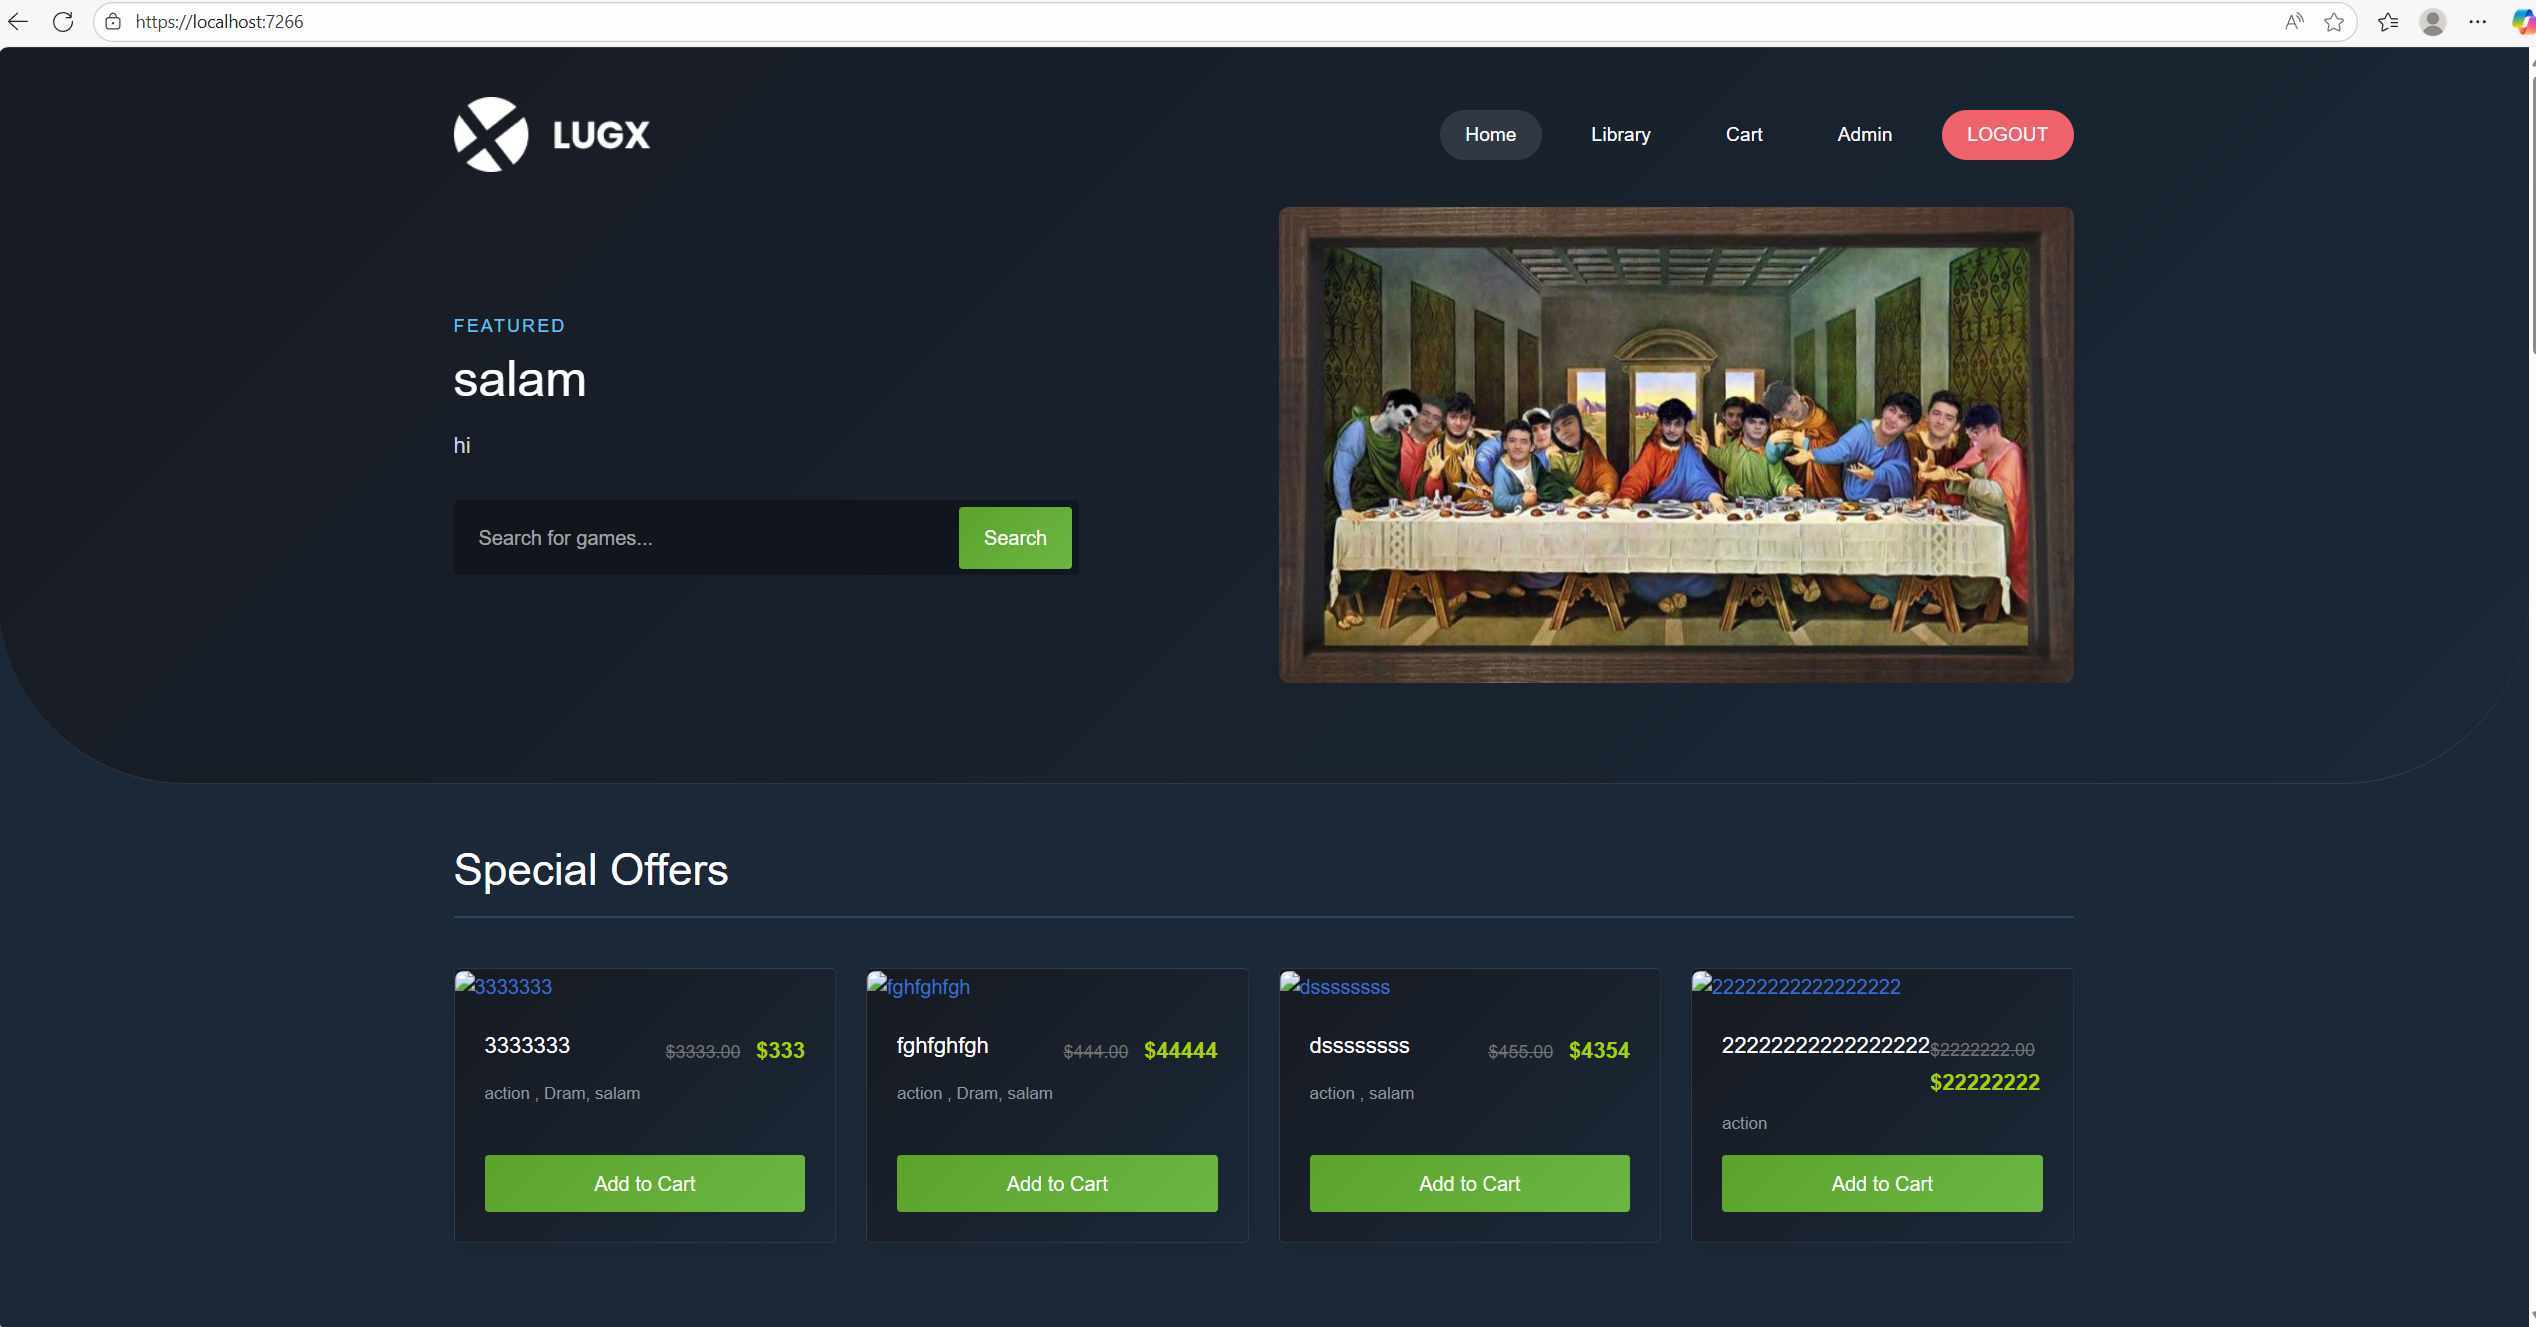 https://localhost:7266
LUGX
Home Library Cart Admin LOGOUT
FEATURED
salam
hi
Search for games... Search
Special Offers
3333333 fghfghfgh dssssssss 22222222222222222
3333333 $3333.00 $333
action , Dram, salam
Add to Cart
fghfghfgh $444.00 $44444
action , Dram, salam
Add to Cart
dssssssss $455.00 $4354
action , salam
Add to Cart
22222222222222222 $2222222.00
$22222222
action
Add to Cart